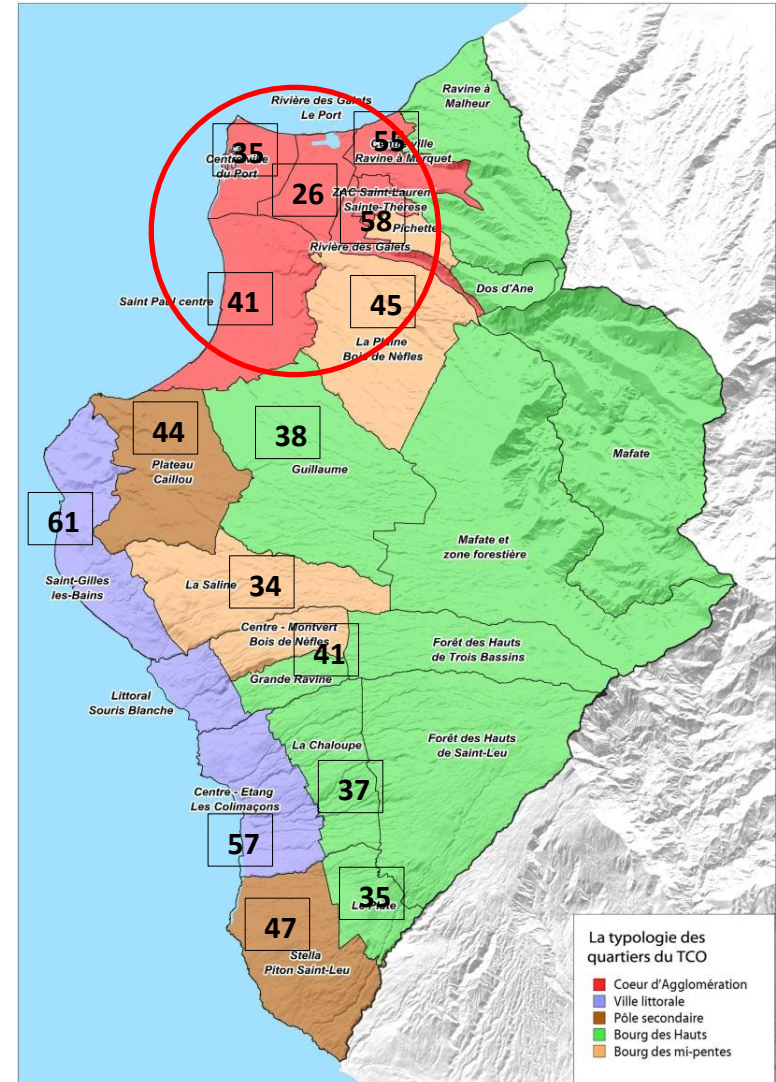 Ravine à
Malheur
Rivière des Galets
Le Port
35
Centre ville
du Port
55
Centre ville
Ravine à Marquet
26
ZAC Saint-Laurent
Sainte-Thérese
58
Pichette
Rivière des Galets
Dos d'Ane
Saint Paul centre
41
45
La Plaine
Bois de Nèfles
44
Plateau
Caillou
38
Guillaume
Mafate
61
Mafate et
zone forestière
Saint-Gilles
les-Bains
La Saline
34
Centre - Montvert
Bois de Nèfles
41
Grande Ravine
Forêt des Hauts
de Trois Bassins
Littoral
Souris Blanche
La Chaloupe
Forêt des Hauts
de Saint-Leu
37
Centre - Etang
Les Colimaçons
57
35
Le Plate
47
Stella
Piton Saint-Leu
La typologie des
quartiers du TCO
Coeur d'Agglomération
Ville littorale
Pôle secondaire
Bourg des Hauts
Bourg des mi-pentes